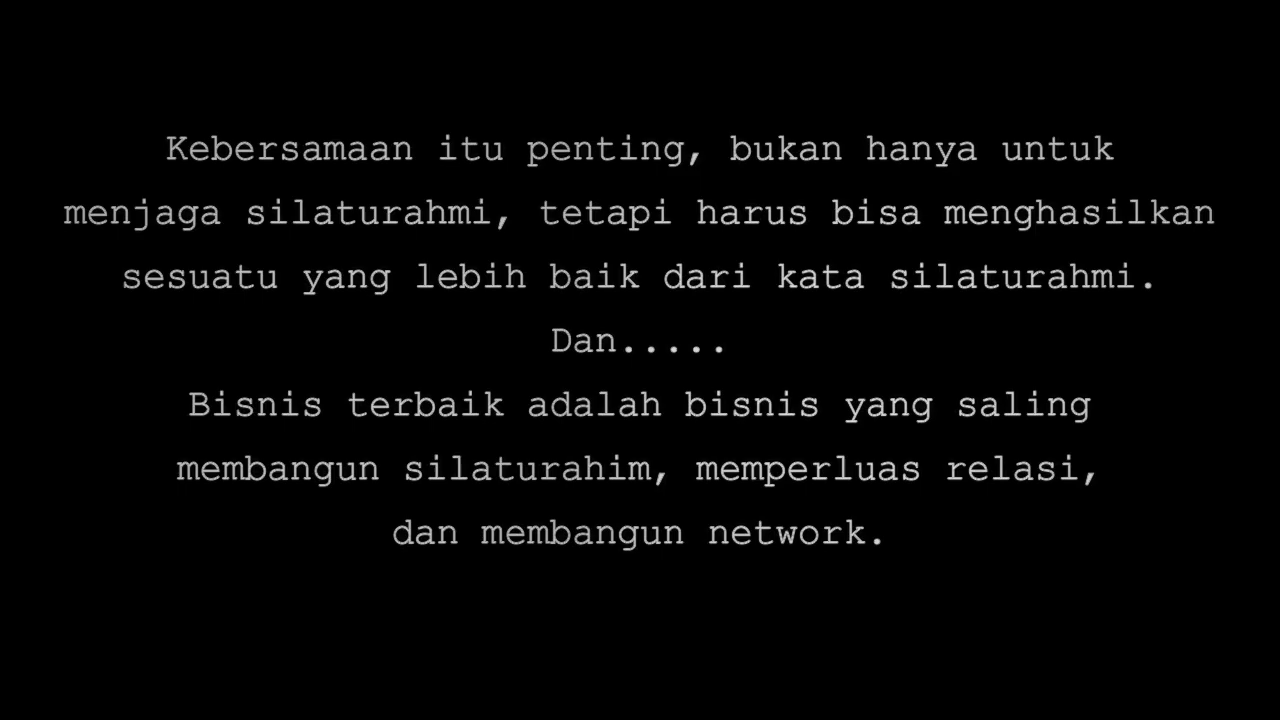 Kebersamaan itu penting, bukan hanya untuk
menjaga silaturahmi, tetapi harus bisa menghasilkan
sesuatu yang lebih baik dari kata silaturahmi.
Dan.....
Bisnis terbaik adalah bisnis yang saling
membangun silaturahim, memperluas relasi,
dan membangun network.